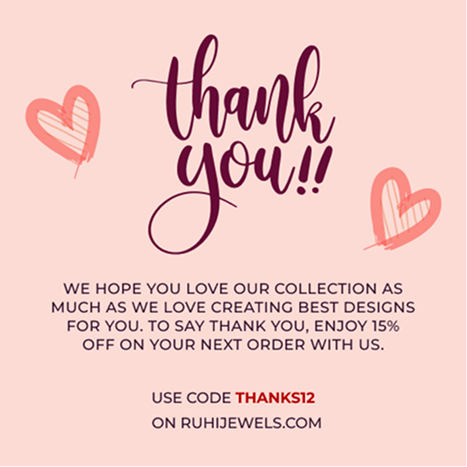 thank
you!!
WE HOPE YOU LOVE OUR COLLECTION AS
MUCH AS WE LOVE CREATING BEST DESIGNS
FOR YOU. TO SAY THANK YOU, ENJOY 15%
OFF ON YOUR NEXT ORDER WITH US.
USE CODE THANKS12
ON RUHIJEWELS.COM